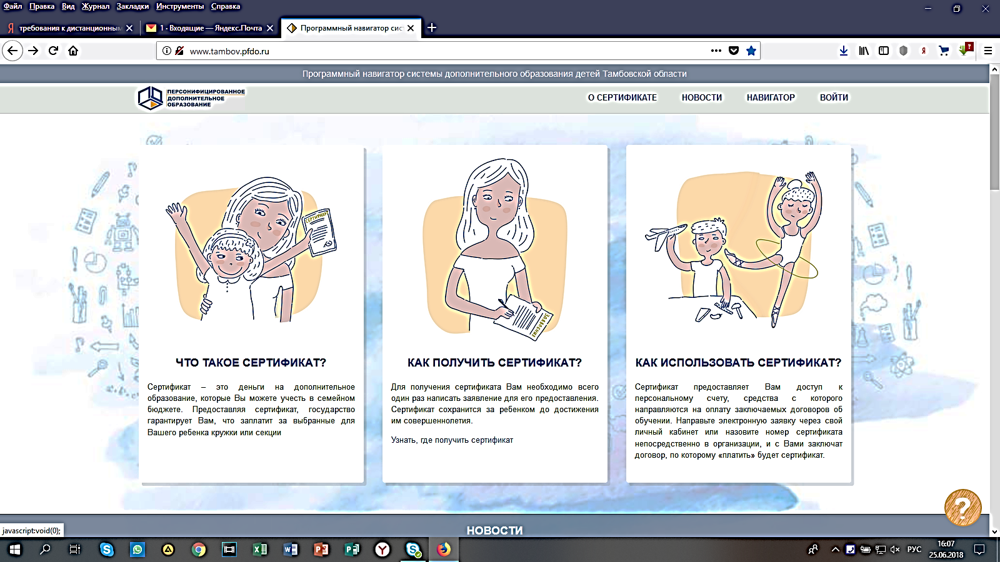 Файл Правка Вид Журнал Закладки Инструменты Справка
требования к дистанционным
1 · Входящие — Яндекс.Почта
Программный навигатор сис
www.tambov.pfdo.ru
Программный навигатор системы дополнительного образования детей Тамбовской области
ПЕРСОНИФИЦИРОВАННОЕ
ДОПОЛНИТЕЛЬНОЕ
ОБРАЗОВАНИЕ
О СЕРТИФИКАТЕ НОВОСТИ НАВИГАТОР ВОЙТИ
СЕРТИФИКАТ
ЗАЯВЛЕНИЕ
ЧТО ТАКОЕ СЕРТИФИКАТ?
Сертификат – это деньги на дополнительное
образование, которые Вы можете учесть в семейном
бюджете. Предоставляя сертификат, государство
гарантирует Вам, что заплатит за выбранные для
Вашего ребенка кружки или секции
КАК ПОЛУЧИТЬ СЕРТИФИКАТ?
Для получения сертификата Вам необходимо всего
один раз написать заявление для его предоставления.
Сертификат сохранится за ребенком до достижения
им совершеннолетия.
Узнать, где получить сертификат
КАК ИСПОЛЬЗОВАТЬ СЕРТИФИКАТ?
Сертификат предоставляет Вам доступ к
персональному счету, средства с которого
направляются на оплату заключаемых договоров об
обучении. Направьте электронную заявку через свой
личный кабинет или назовите номер сертификата
непосредственно в организации, и с Вами заключат
договор, по которому «платить» будет сертификат.
?
НОВОСТИ
javascript:void(0);
РУС
16:07
25.06.2018